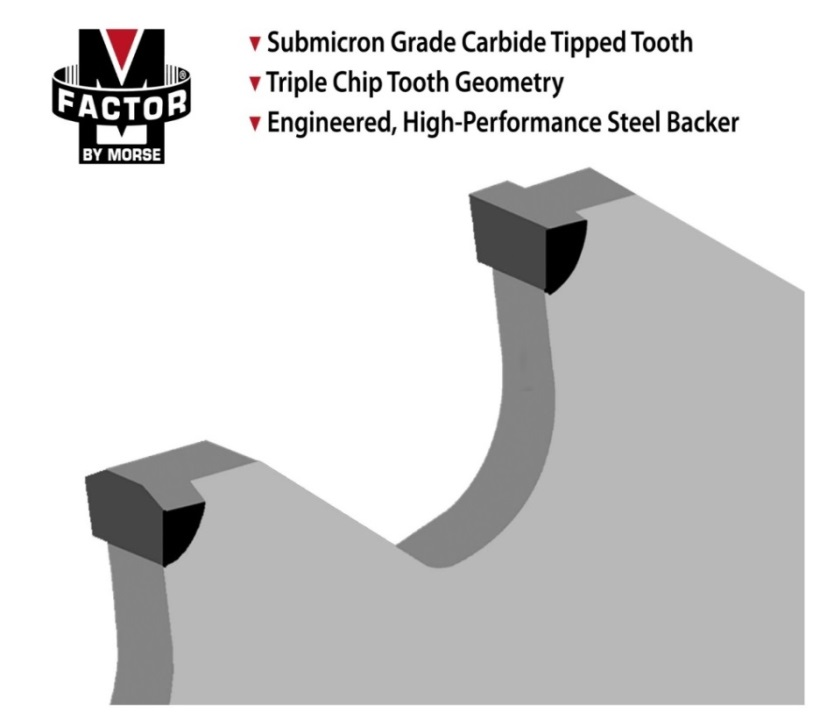 M
FACTOR®
BY MORSE
Submicron Grade Carbide Tipped Tooth
Triple Chip Tooth Geometry
Engineered, High-Performance Steel Backer